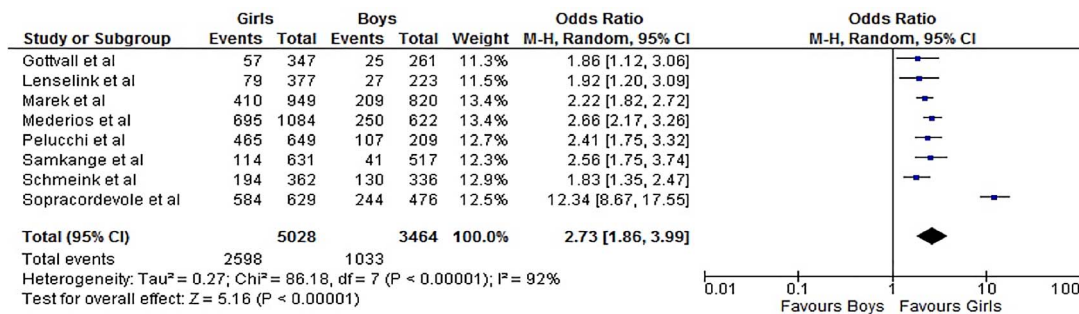 Girls Boys Odds Ratio Odds Ratio
Study or Subgroup Events Total Events Total Weight M-H, Random, 95% CI M-H, Random, 95% CI
Gottvall et al 57 347 25 261 11.3% 1.86 [1.12, 3.06]
Lenselink et al 79 377 27 223 11.5% 1.92 [1.20, 3.09]
Marek et al 410 949 209 820 13.4% 2.22 [1.82, 2.72]
Mederios et al 695 1084 250 622 13.4% 2.66 [2.17, 3.26]
Pelucchi et al 465 649 107 209 12.7% 2.41 [1.75, 3.32]
Samkange et al 114 631 41 517 12.3% 2.56 [1.75, 3.74]
Schmeink et al 194 362 130 336 12.9% 1.83 [1.35, 2.47]
Sopracordevole et al 584 629 244 476 12.5% 12.34 [8.67, 17.55]
Total (95% CI) 5028 3464 100.0% 2.73 [1.86, 3.99]
Total events 2598 1033
Heterogeneity: Tau² = 0.27; Chi² = 86.18, df = 7 (P < 0.00001); I² = 92%
Test for overall effect: Z = 5.16 (P < 0.00001)
0.01 0.1 1 10 100
Favours Boys Favours Girls